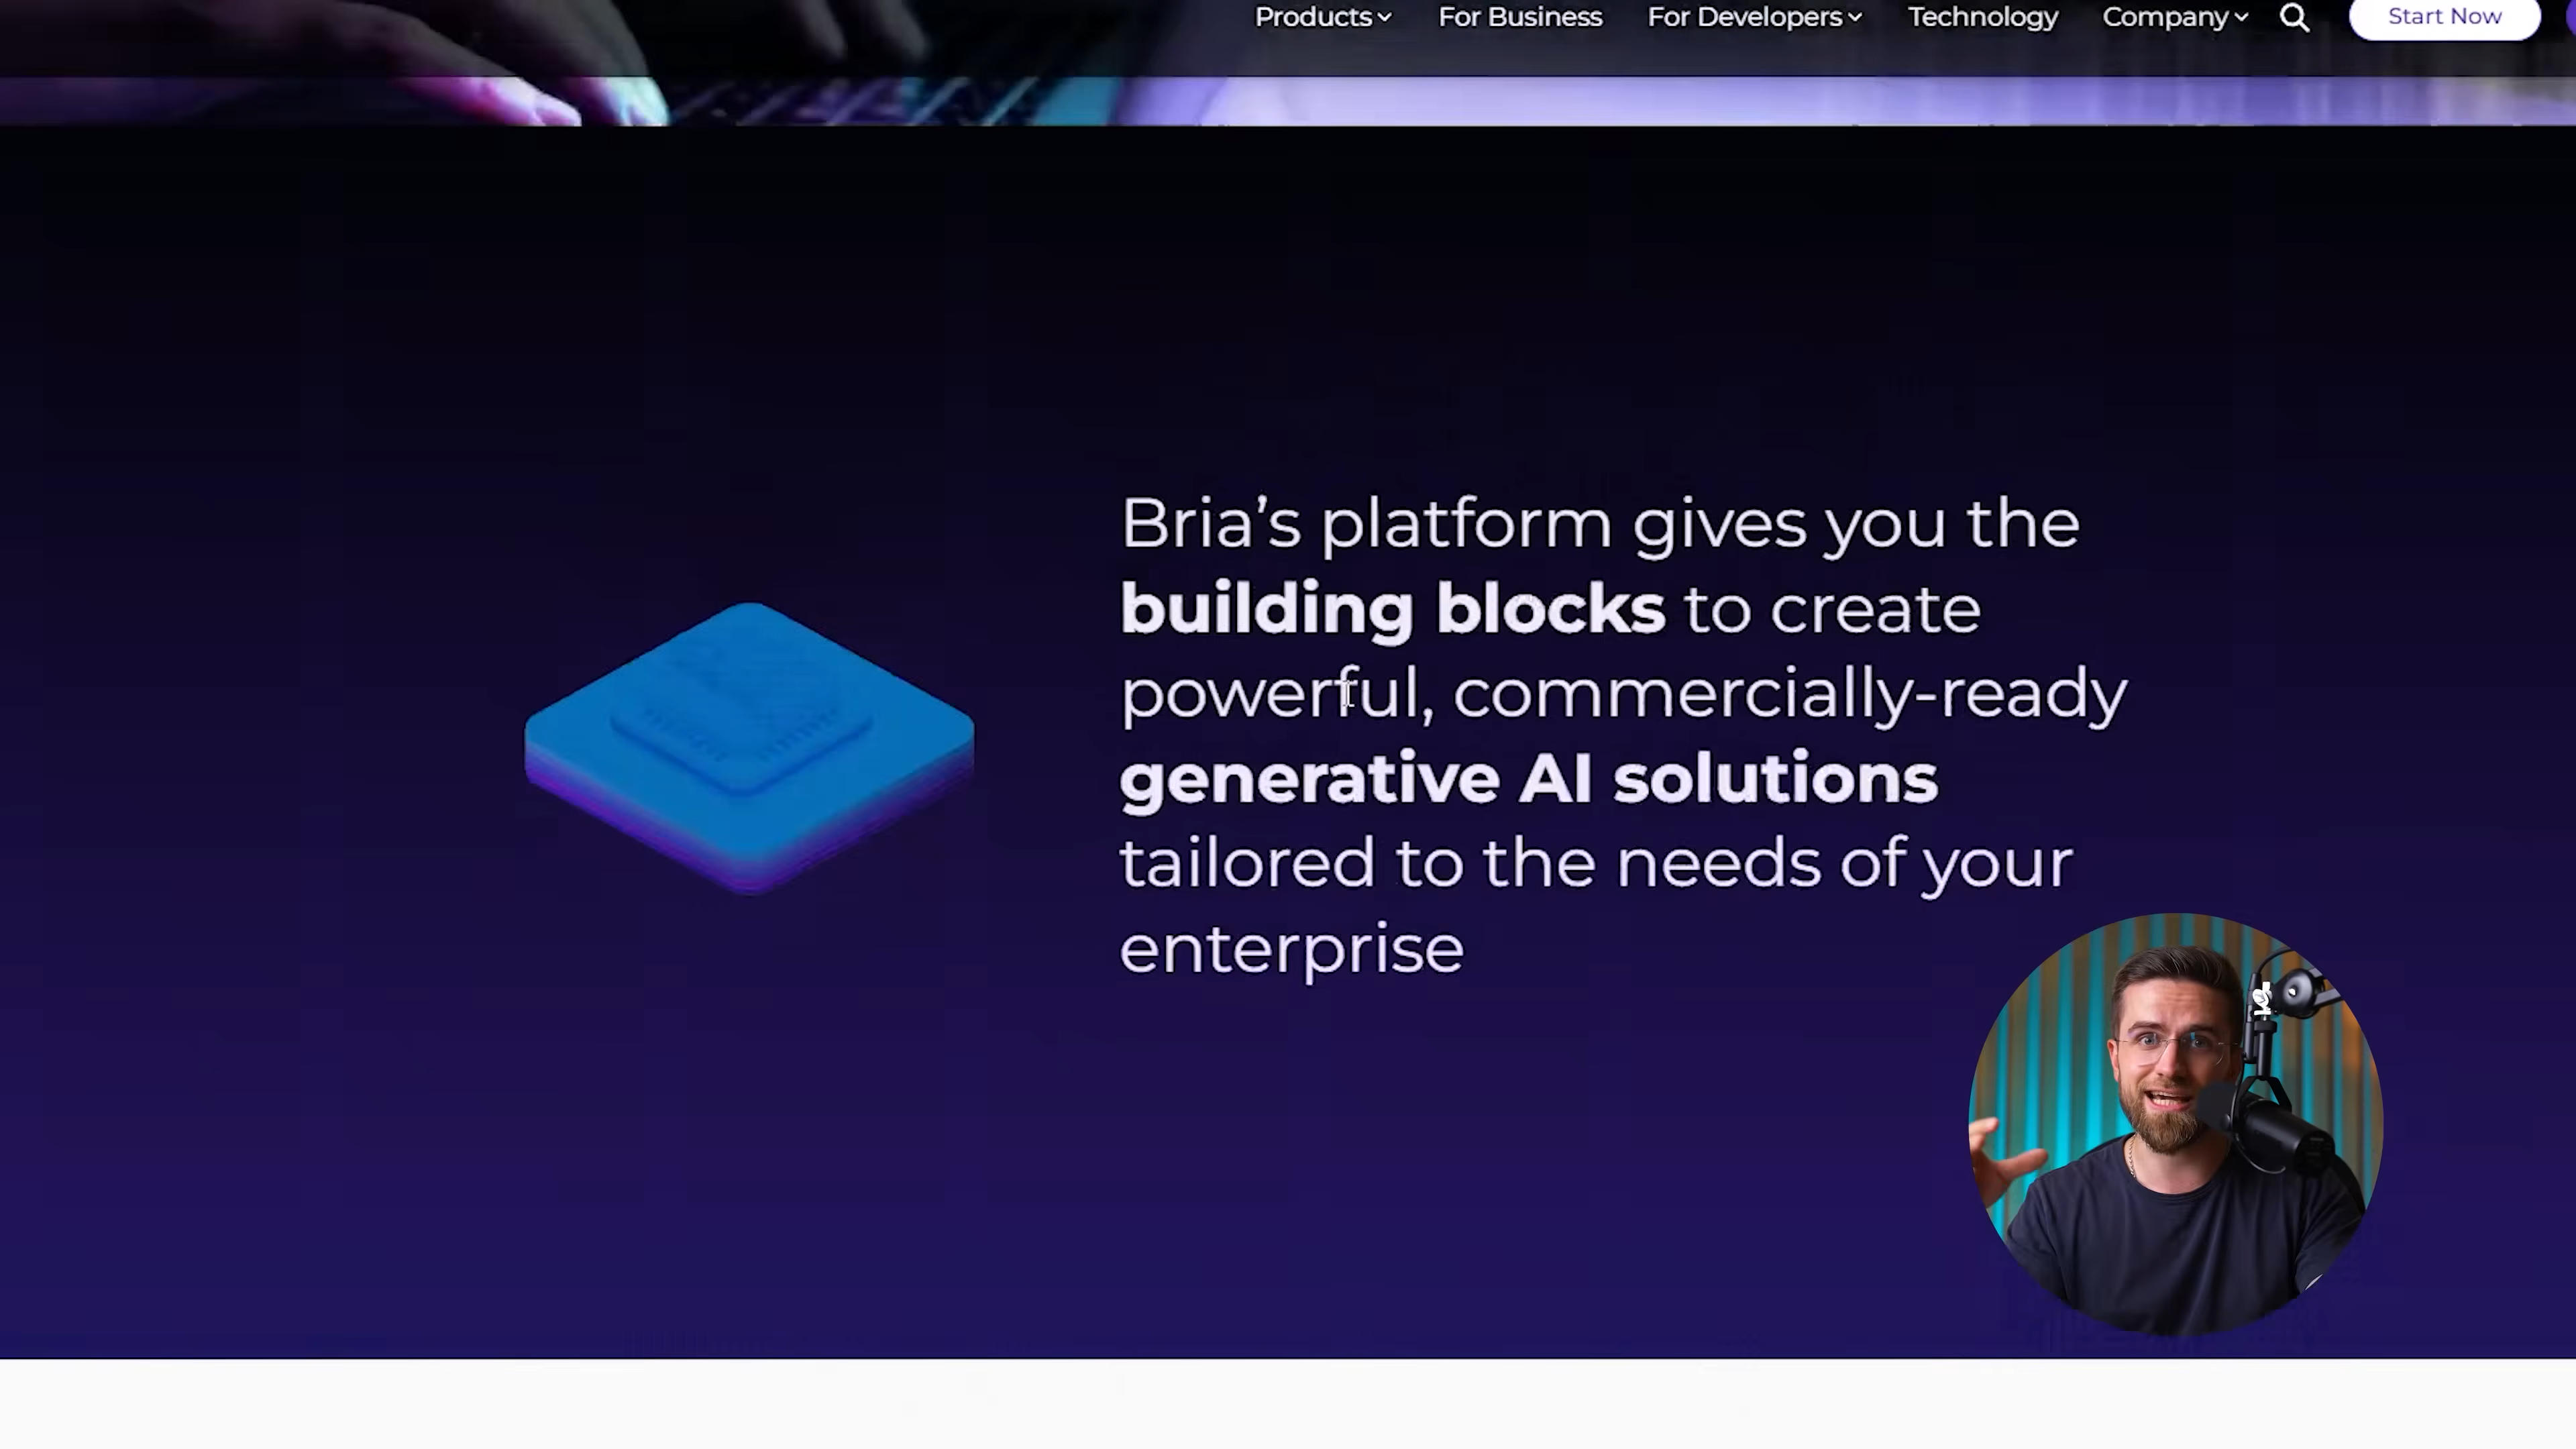 Products
For Business
For Developers
Technology
Company
Start Now
Bria’s platform gives you the
building blocks to create
powerful, commercially-ready
generative AI solutions
tailored to the needs of your
enterprise